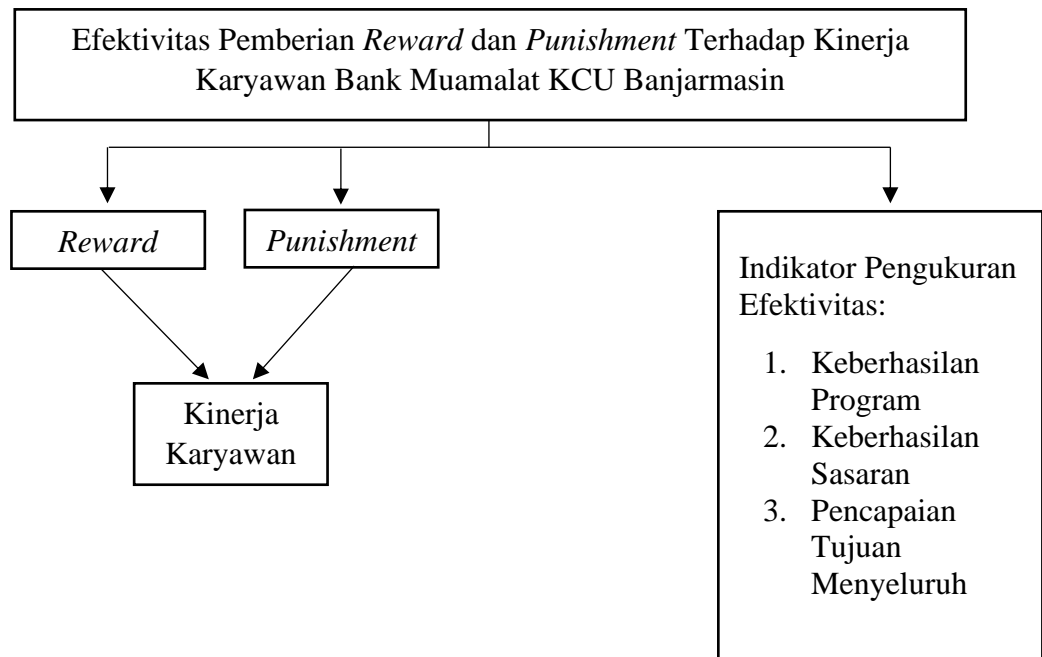 Efektivitas Pemberian Reward dan Punishment Terhadap Kinerja
Karyawan Bank Muamalat KCU Banjarmasin
Reward
Punishment
Kinerja
Karyawan
Indikator Pengukuran
Efektivitas:
1. Keberhasilan
Program
2. Keberhasilan
Sasaran
3. Pencapaian
Tujuan
Menyeluruh